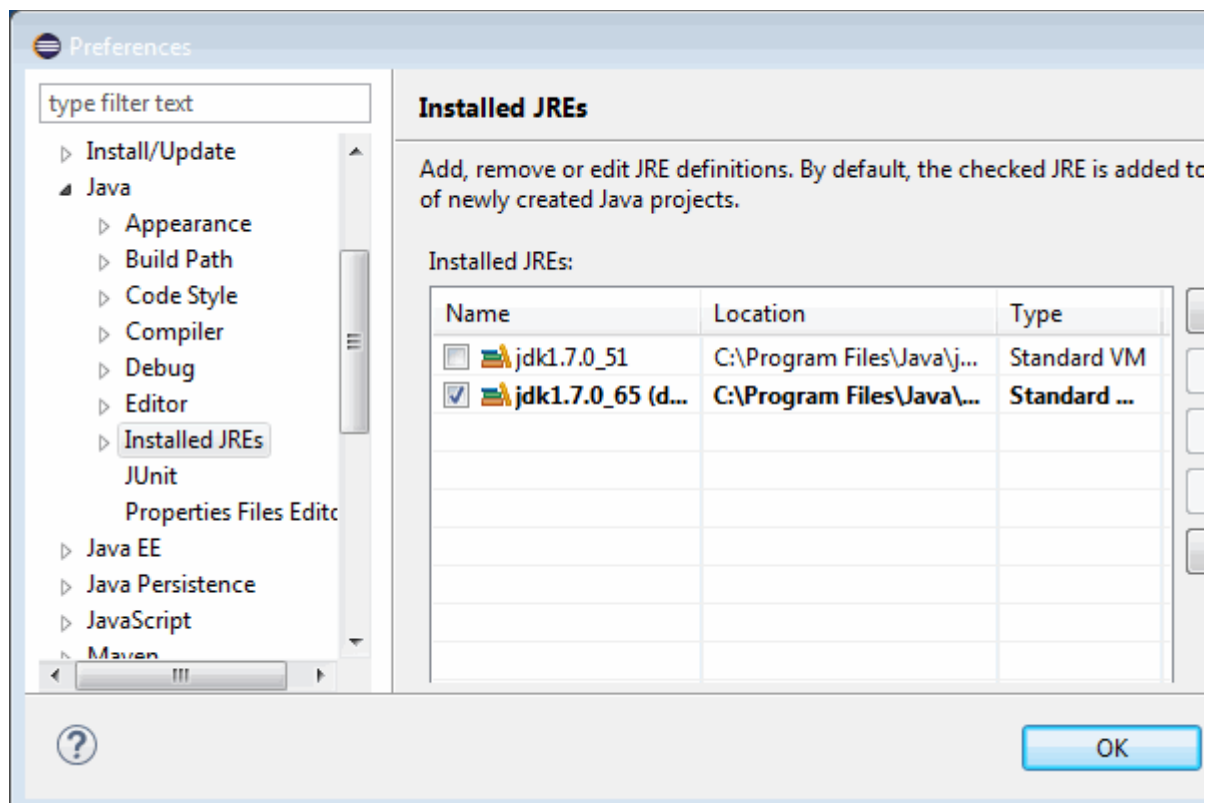 Preferences
type filter text
Install/Update
Java
Appearance
Build Path
Code Style
Compiler
Debug
Editor
Installed JREs
JUnit
Properties Files Edito
Java EE
Java Persistence
JavaScript
Maven
Installed JREs
Add, remove or edit JRE definitions. By default, the checked JRE is added to
of newly created Java projects.
Installed JREs:
Name Location Type
jdk1.7.0_51 C:\Program Files\Java\j... Standard VM
jdk1.7.0_65 (d... C:\Program Files\Java\... Standard ...
?
OK